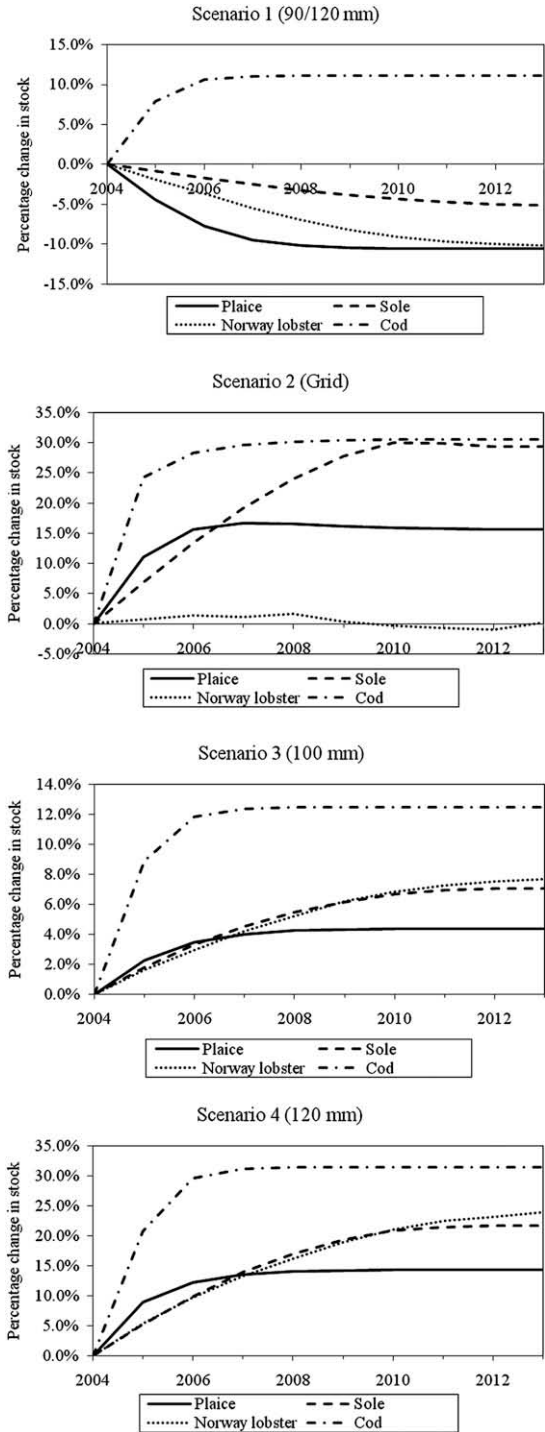 Scenario 1 (90/120 mm)
Percentage change in stock
15.0%
10.0%
5.0%
0.0%
-5.0%
-10.0%
-15.0%
2004 2006 2008 2010 2012
Plaice Sole
Norway lobster Cod
Scenario 2 (Grid)
Percentage change in stock
35.0%
30.0%
25.0%
20.0%
15.0%
10.0%
5.0%
0.0%
-5.0%
2004 2006 2008 2010 2012
Plaice Sole
Norway lobster Cod
Scenario 3 (100 mm)
Percentage change in stock
14.0%
12.0%
10.0%
8.0%
6.0%
4.0%
2.0%
0.0%
2004 2006 2008 2010 2012
Plaice Sole
Norway lobster Cod
Scenario 4 (120 mm)
Percentage change in stock
35.0%
30.0%
25.0%
20.0%
15.0%
10.0%
5.0%
0.0%
2004 2006 2008 2010 2012
Plaice Sole
Norway lobster Cod